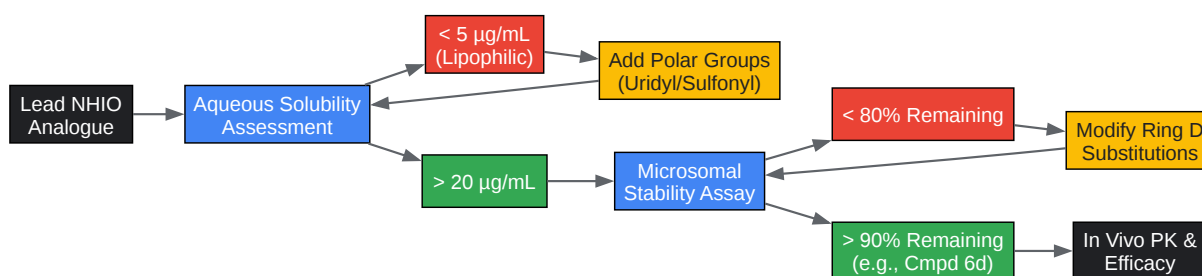 Lead NHIO
Analogue
Aqueous Solubility
Assessment
< 5 µg/mL
(Lipophilic)
Add Polar Groups
(Uridyl/Sulfonyl)
> 20 µg/mL
Microsomal
Stability Assay
< 80% Remaining
Modify Ring D
Substitutions
> 90% Remaining
(e.g., Cmpd 6d)
In Vivo PK &
Efficacy